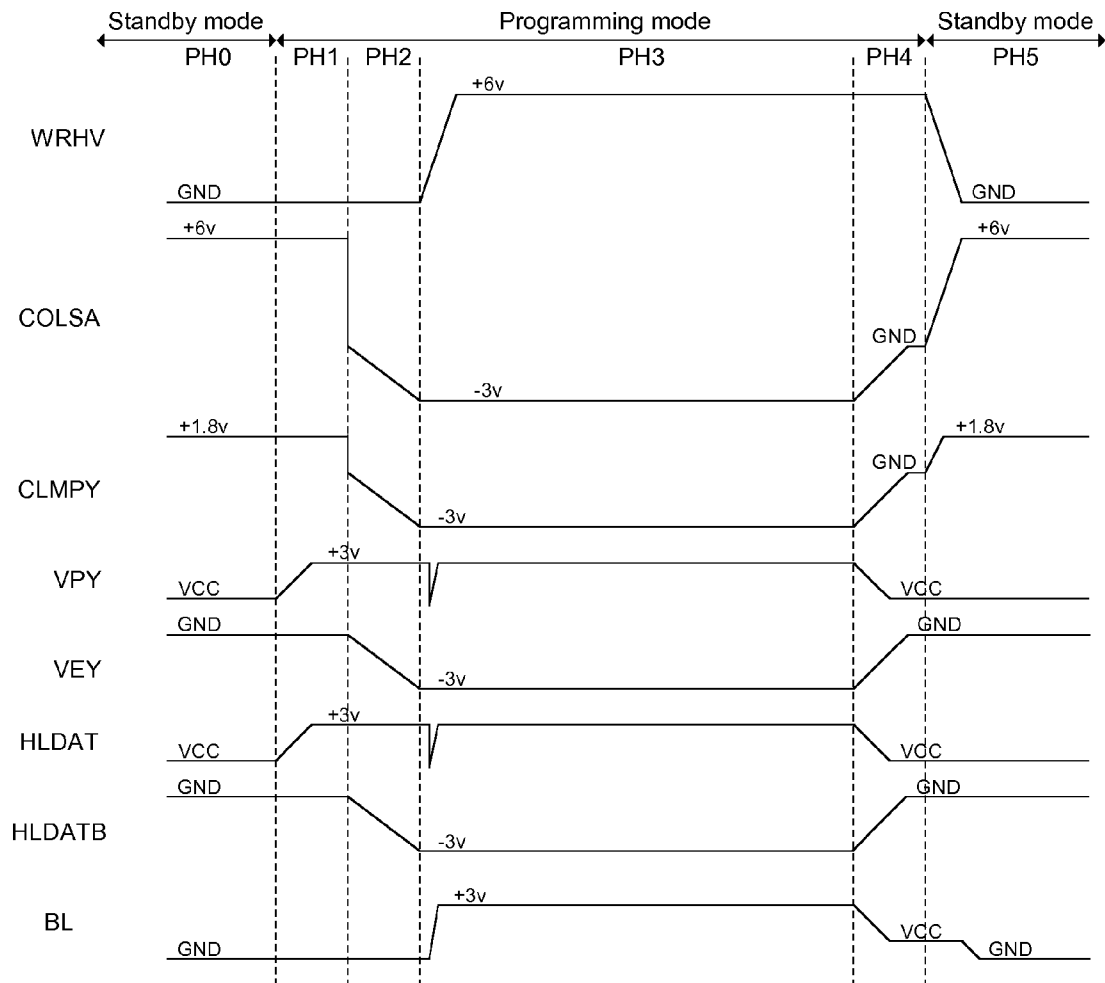 Standby mode Programming mode Standby mode
PH0 PH1 PH2 PH3 PH4 PH5
+6v
WRHV
GND GND
+6v +6v
COLSA
GND
-3v
+1.8v +1.8v
GND
CLMPY
-3v
+3v
VPY
VCC VCC
GND GND
VEY
-3v
+3v
HLDAT
VCC VCC
GND GND
HLDATB
-3v
+3v
BL
VCC
GND GND